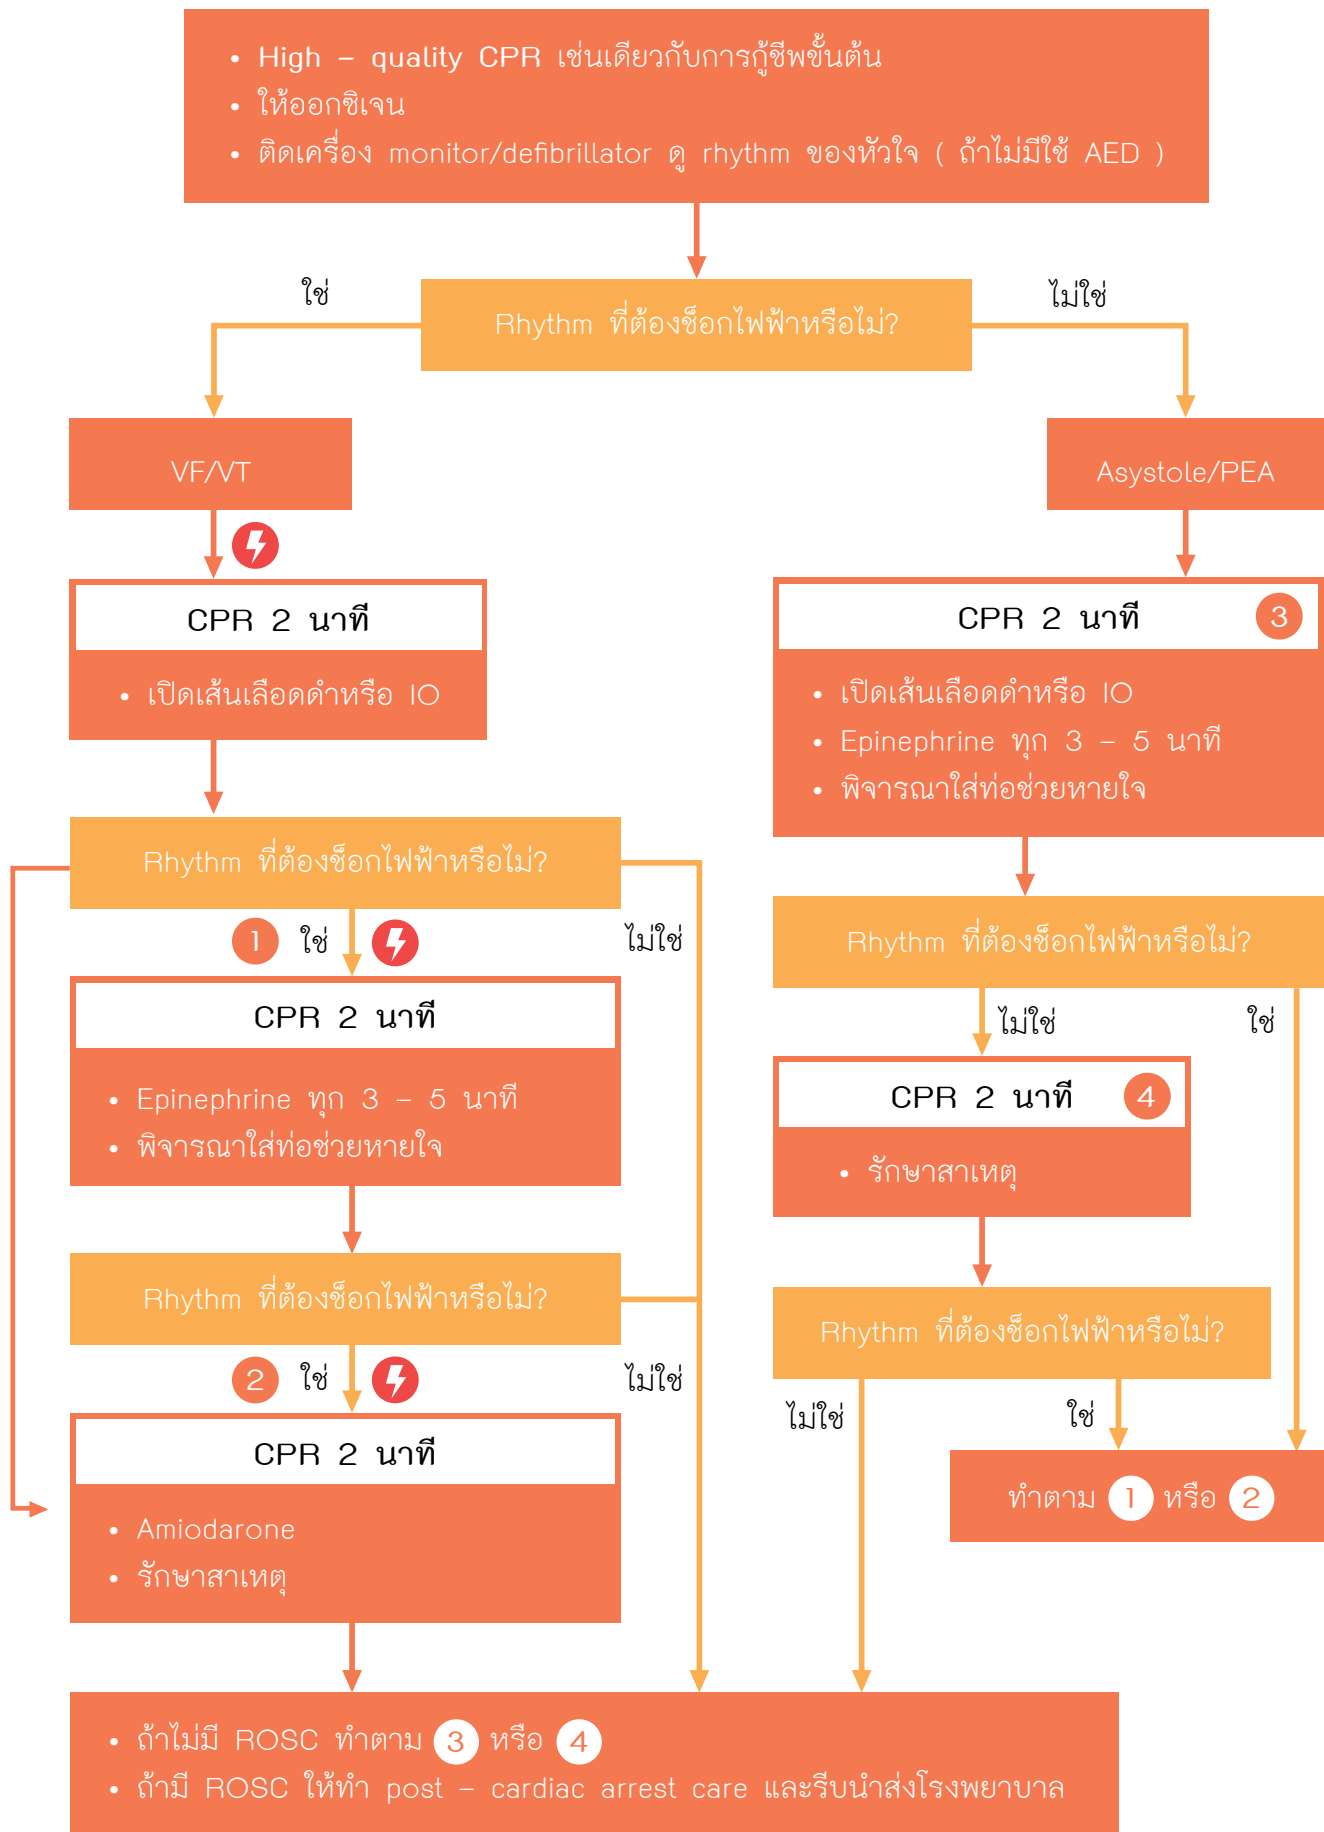 • High – quality CPR เช่นเดียวกับการกู้ชีพขั้นต้น
• ให้ออกซิเจน
• ติดเครื่อง monitor/defibrillator ดู rhythm ของหัวใจ ( ถ้าไม่มีใช้ AED )
ใช่
Rhythm ที่ต้องช็อกไฟฟ้าหรือไม่?
ไม่ใช่
VF/VT
CPR 2 นาที
• เปิดเส้นเลือดดำหรือ IO
Rhythm ที่ต้องช็อกไฟฟ้าหรือไม่?
1 ใช่
ไม่ใช่
CPR 2 นาที
• Epinephrine ทุก 3 – 5 นาที
• พิจารณาใส่ท่อช่วยหายใจ
Rhythm ที่ต้องช็อกไฟฟ้าหรือไม่?
2 ใช่
ไม่ใช่
CPR 2 นาที
• Amiodarone
• รักษาสาเหตุ
Asystole/PEA
CPR 2 นาที 3
• เปิดเส้นเลือดดำหรือ IO
• Epinephrine ทุก 3 – 5 นาที
• พิจารณาใส่ท่อช่วยหายใจ
Rhythm ที่ต้องช็อกไฟฟ้าหรือไม่?
ไม่ใช่
ใช่
CPR 2 นาที 4
• รักษาสาเหตุ
Rhythm ที่ต้องช็อกไฟฟ้าหรือไม่?
ไม่ใช่
ใช่
ทำตาม 1 หรือ 2
• ถ้าไม่มี ROSC ทำตาม 3 หรือ 4
• ถ้ามี ROSC ให้ทำ post – cardiac arrest care และรีบนำส่งโรงพยาบาล